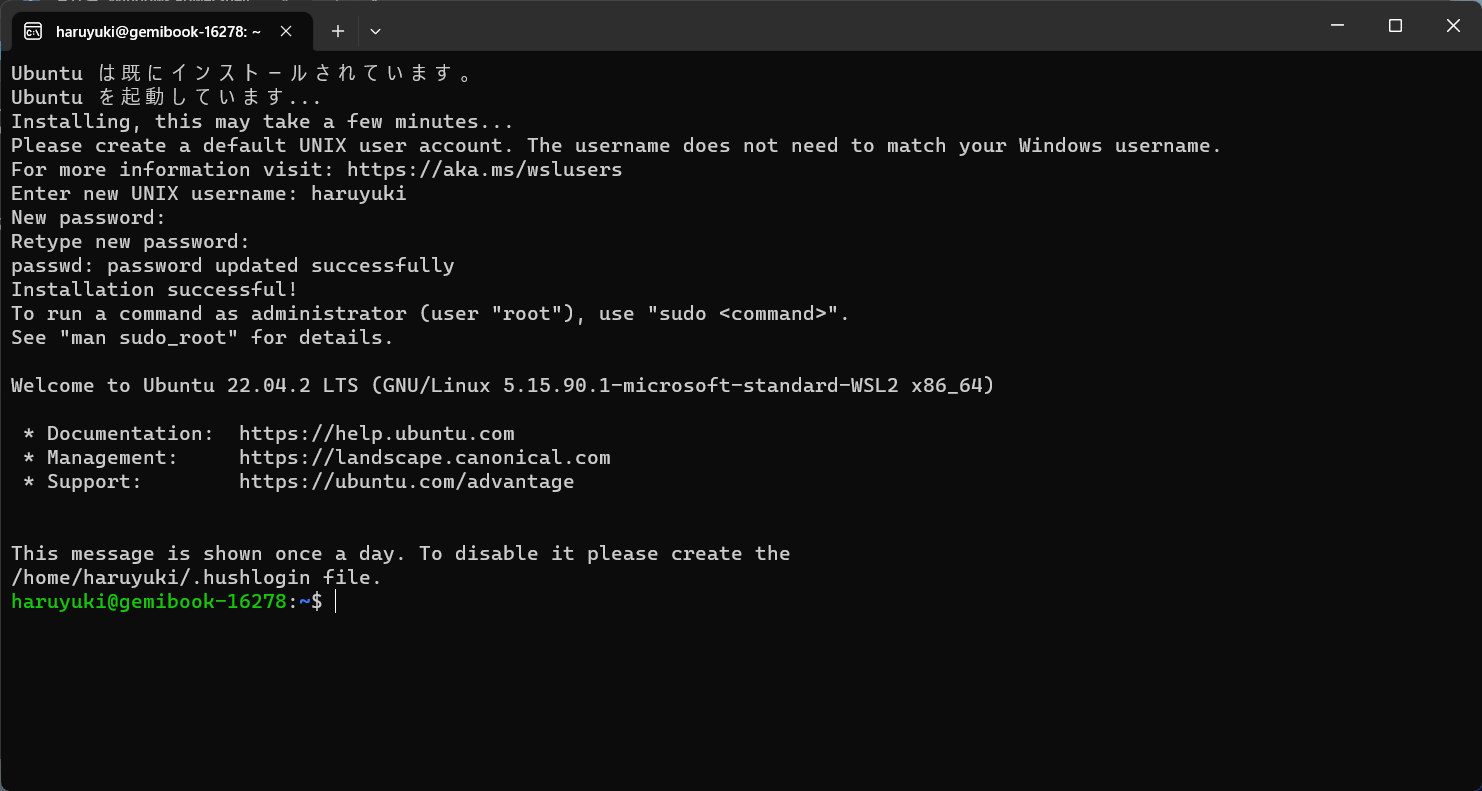 haruyuki@gemibook-16278: ~
Ubuntu は既にインストールされています。
Ubuntu を起動しています...
Installing, this may take a few minutes...
Please create a default UNIX user account. The username does not need to match your Windows username.
For more information visit: https://aka.ms/wslusers
Enter new UNIX username: haruyuki
New password:
Retype new password:
passwd: password updated successfully
Installation successful!
To run a command as administrator (user "root"), use "sudo <command>".
See "man sudo_root" for details.
Welcome to Ubuntu 22.04.2 LTS (GNU/Linux 5.15.90.1-microsoft-standard-WSL2 x86_64)
* Documentation:  https://help.ubuntu.com
* Management:     https://landscape.canonical.com
* Support:        https://ubuntu.com/advantage
This message is shown once a day. To disable it please create the
/home/haruyuki/.hushlogin file.
haruyuki@gemibook-16278:~$